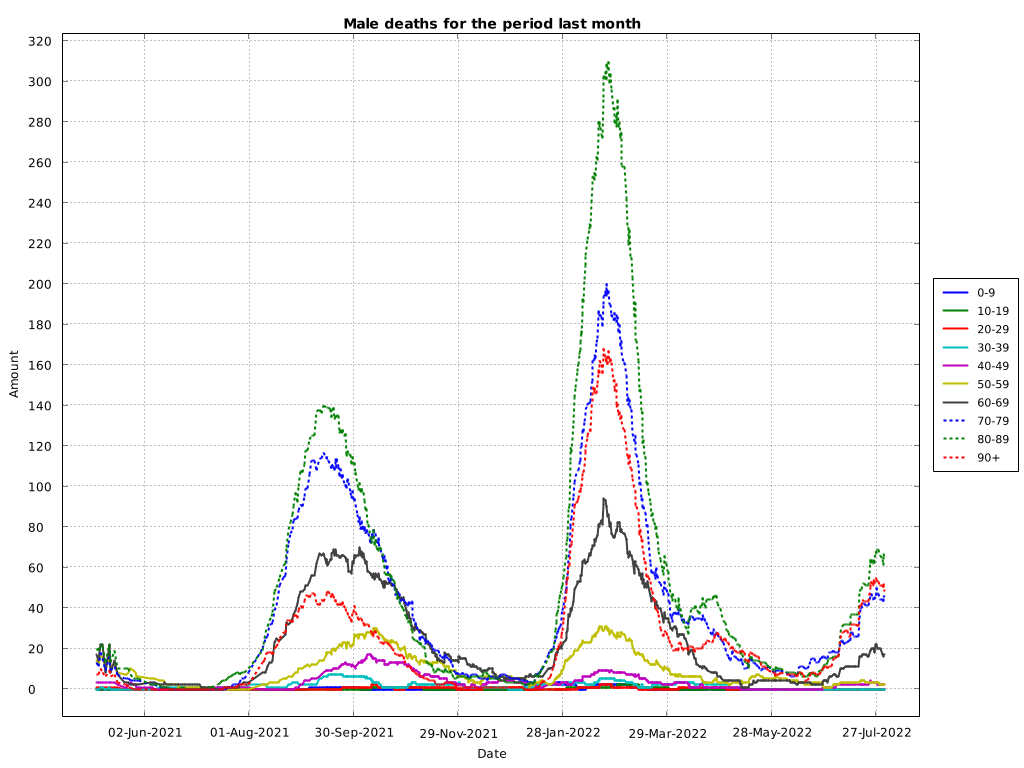 Male deaths for the period last month
320
300
280
260
240
220
200
180
160
140
120
100
80
60
40
20
0
Amount
02-Jun-2021
01-Aug-2021
30-Sep-2021
29-Nov-2021
28-Jan-2022
29-Mar-2022
28-May-2022
27-Jul-2022
Date
0-9
10-19
20-29
30-39
40-49
50-59
60-69
70-79
80-89
90+